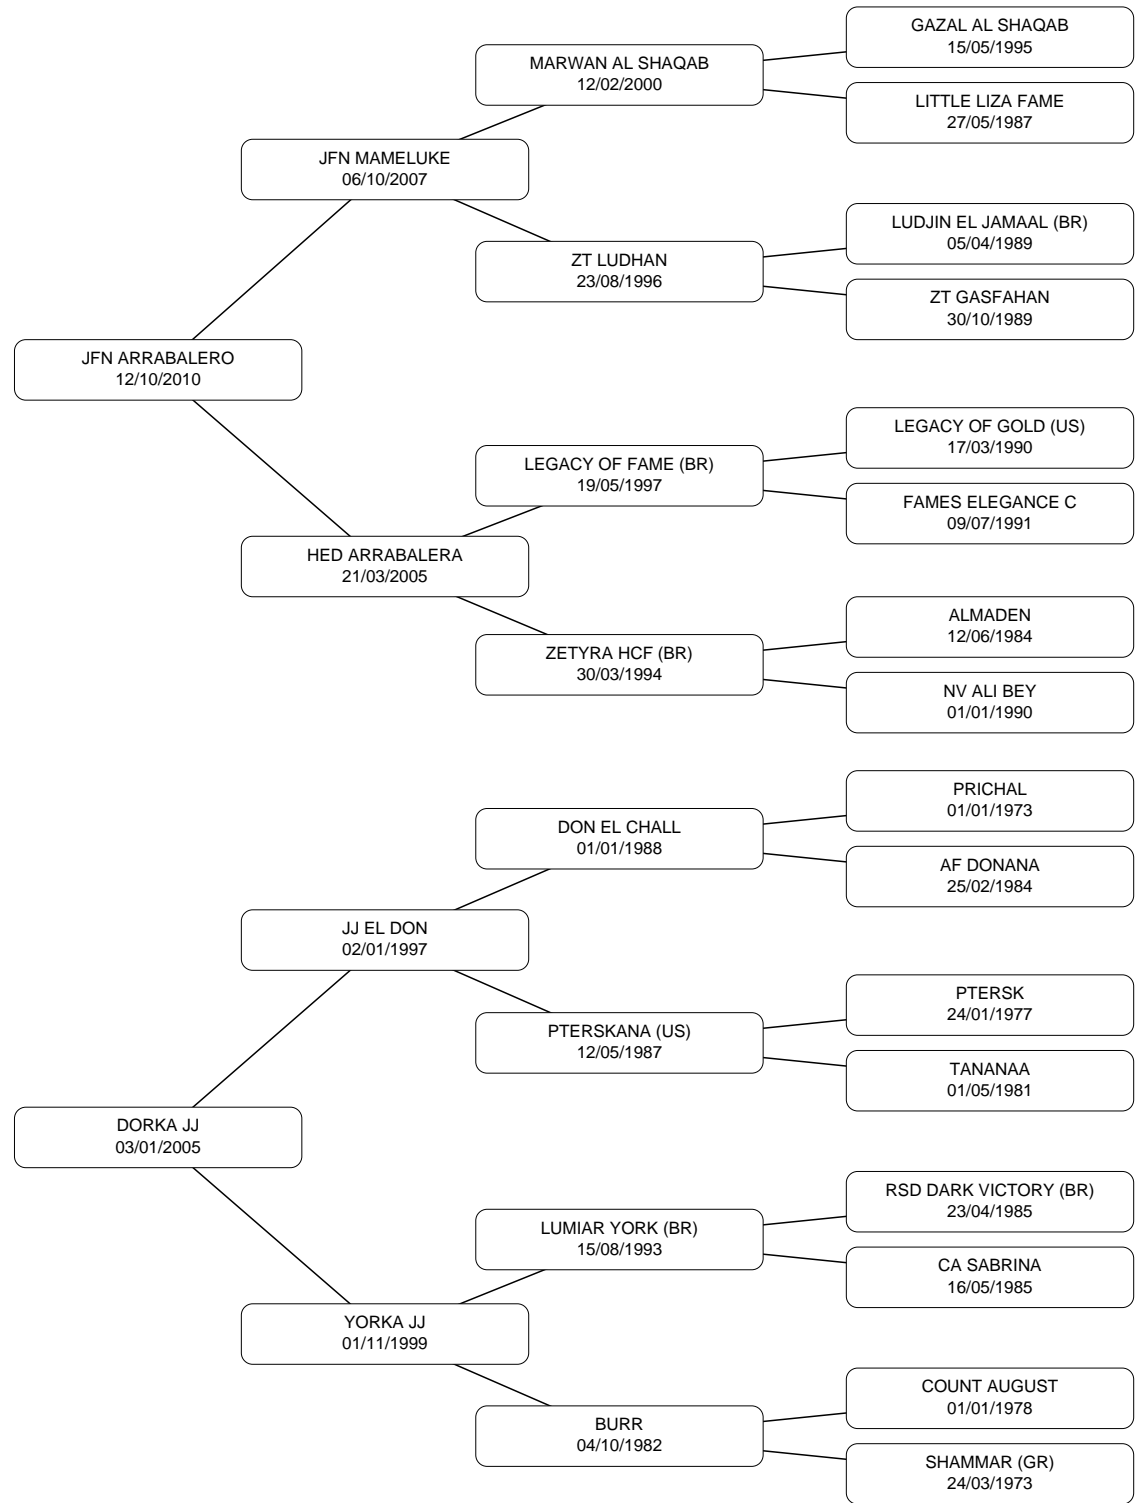 GAZAL AL SHAQAB
15/05/1995
MARWAN AL SHAQAB
12/02/2000
LITTLE LIZA FAME
27/05/1987
JFN MAMELUKE
06/10/2007
LUDJIN EL JAMAAL (BR)
05/04/1989
ZT LUDHAN
23/08/1996
ZT GASFAHAN
30/10/1989
JFN ARRABALERO
12/10/2010
LEGACY OF GOLD (US)
17/03/1990
LEGACY OF FAME (BR)
19/05/1997
FAMES ELEGANCE C
09/07/1991
HED ARRABALERA
21/03/2005
ALMADEN
12/06/1984
ZETYRA HCF (BR)
30/03/1994
NV ALI BEY
01/01/1990
PRICHAL
01/01/1973
DON EL CHALL
01/01/1988
AF DONANA
25/02/1984
JJ EL DON
02/01/1997
PTERSK
24/01/1977
PTERSKANA (US)
12/05/1987
TANANAA
01/05/1981
DORKA JJ
03/01/2005
RSD DARK VICTORY (BR)
23/04/1985
LUMIAR YORK (BR)
15/08/1993
CA SABRINA
16/05/1985
YORKA JJ
01/11/1999
COUNT AUGUST
01/01/1978
BURR
04/10/1982
SHAMMAR (GR)
24/03/1973